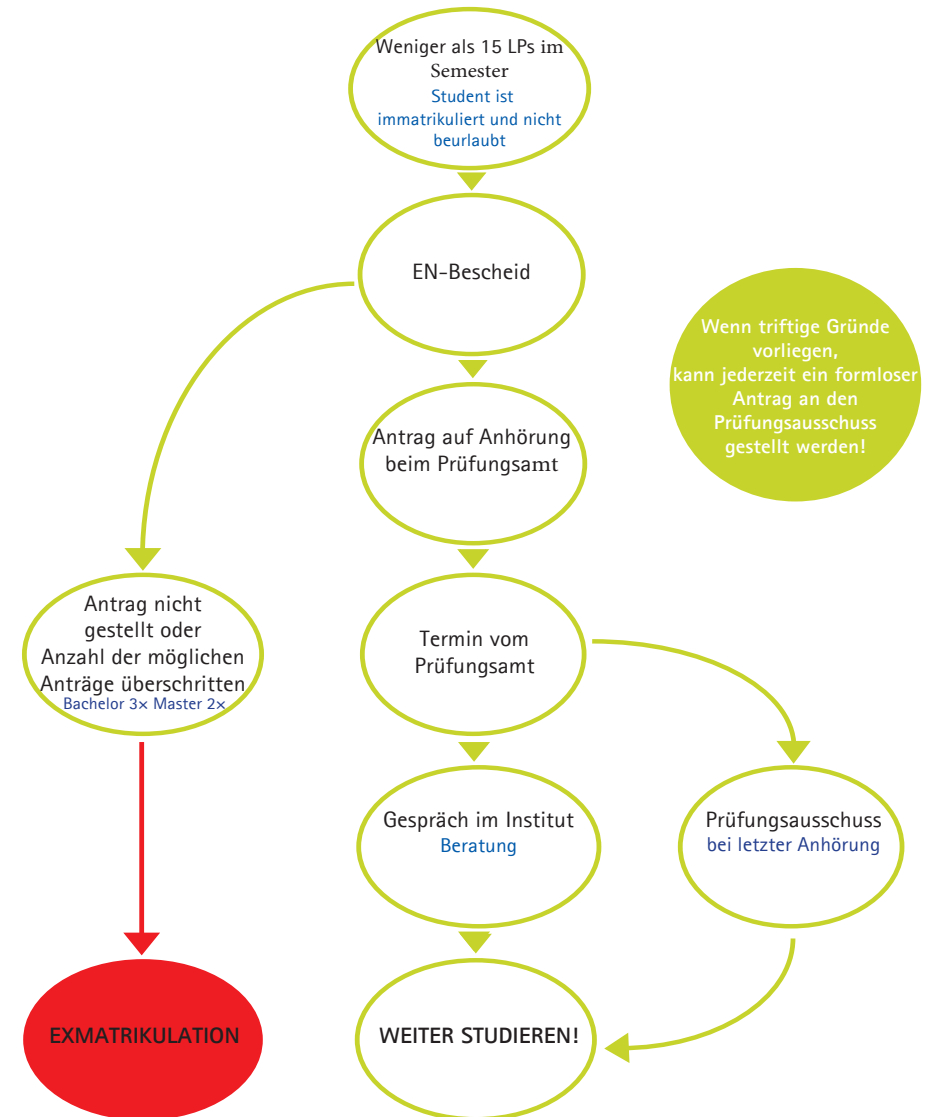 Weniger als 15 LPs im
Semester
Student ist
immatrikuliert und nicht
beurlaubt
EN-Bescheid
Wenn triftige Gründe
vorliegen,
kann jederzeit ein formloser
Antrag an den
Prüfungsausschuss
gestellt werden!
Antrag auf Anhörung
beim Prüfungsamt
Antrag nicht
gestellt oder
Anzahl der möglichen
Anträge überschritten
Bachelor 3x Master 2x
Termin vom
Prüfungsamt
Gespräch im Institut
Beratung
Prüfungsausschuss
bei letzter Anhörung
EXMATRIKULATION
WEITER STUDIEREN!